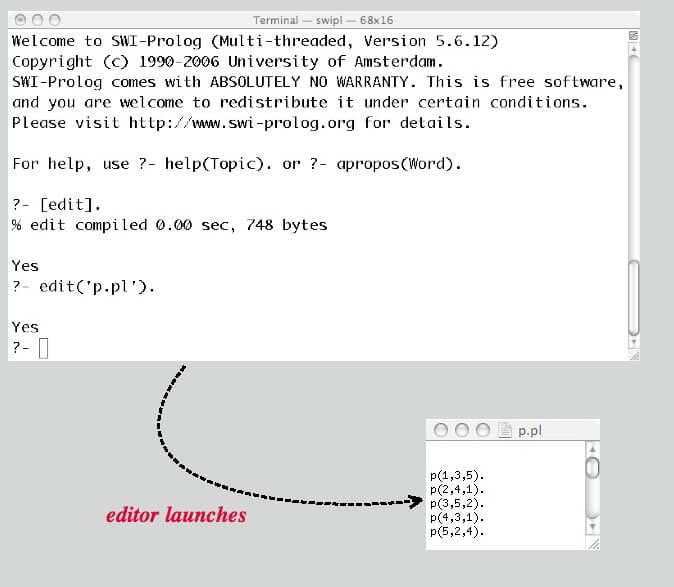 Terminal — swipl — 68x16
Welcome to SWI-Prolog (Multi-threaded, Version 5.6.12)
Copyright (c) 1990-2006 University of Amsterdam.
SWI-Prolog comes with ABSOLUTELY NO WARRANTY. This is free software,
and you are welcome to redistribute it under certain conditions.
Please visit http://www.swi-prolog.org for details.
For help, use ?- help(Topic). or ?- apropos(Word).
?- [edit].
% edit compiled 0.00 sec, 748 bytes
Yes
?- edit('p.pl').
Yes
?-
editor launches
p.pl
p(1,3,5).
p(2,4,1).
p(3,5,2).
p(4,3,1).
p(5,2,4).